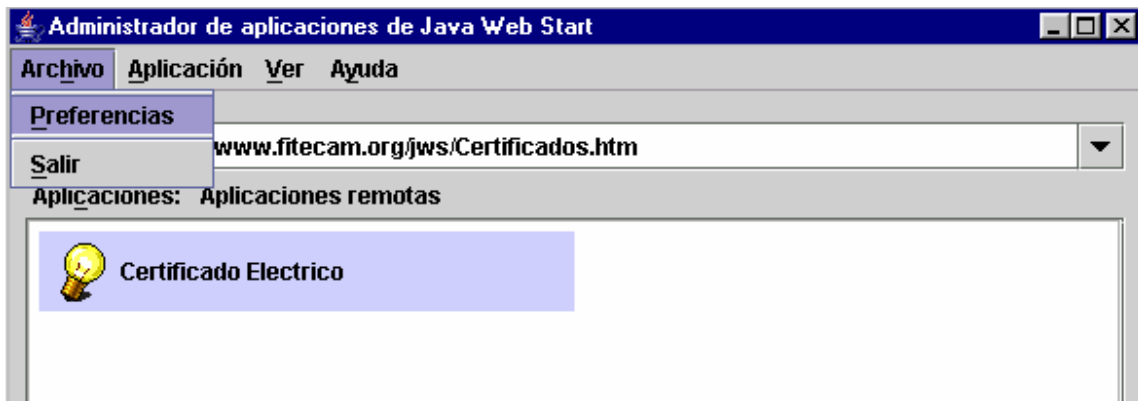 Administrador de aplicaciones de Java Web Start
Archivo Aplicación Ver Ayuda
Preferencias
www.fitecam.org/jws/Certificados.htm
Salir
Aplicaciones: Aplicaciones remotas
Certificado Electrico